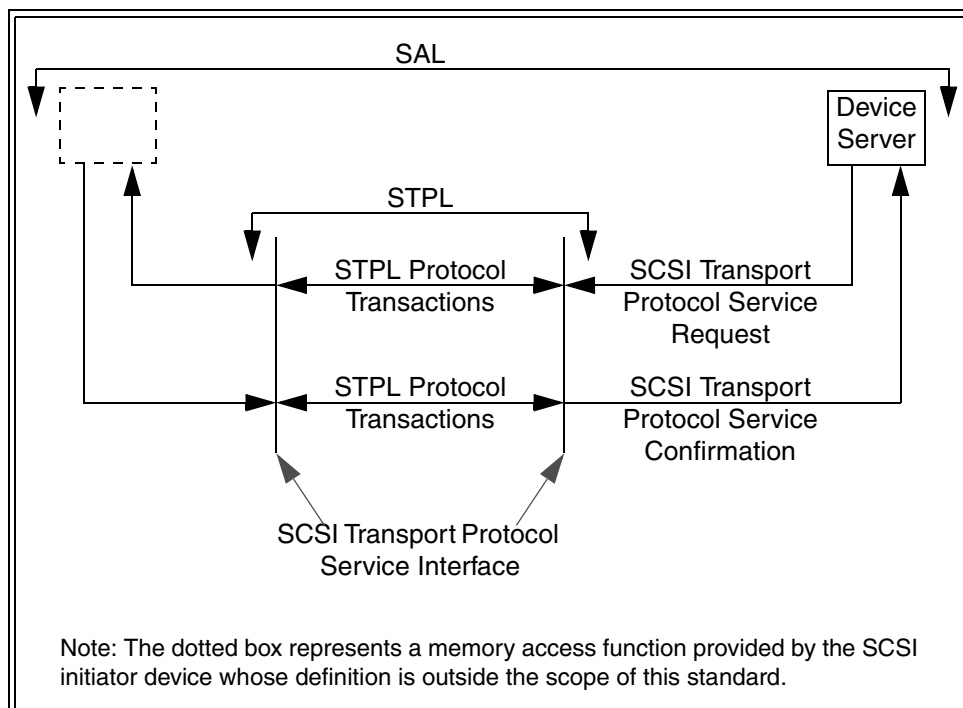 SAL
Device
Server
STPL
STPL Protocol
Transactions
SCSI Transport
Protocol Service
Request
STPL Protocol
Transactions
SCSI Transport
Protocol Service
Confirmation
SCSI Transport Protocol
Service Interface
Note: The dotted box represents a memory access function provided by the SCSI
initiator device whose definition is outside the scope of this standard.